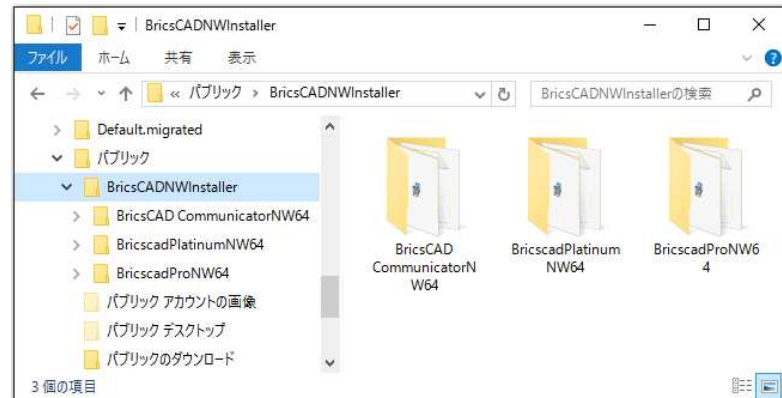 BricsCADNWInstaller
ファイル ホーム 共有 表示
« パブリック › BricsCADNWInstaller
BricsCADNWInstallerの検索
Default.migrated
パブリック
BricsCADNWInstaller
BricsCAD CommunicatorNW64
BricscadPlatinumNW64
BricscadProNW64
パブリック アカウントの画像
パブリック デスクトップ
パブリックのダウンロード
BricsCAD
CommunicatorN
W64
BricscadPlatinum
NW64
BricscadProNW6
4
3 個の項目